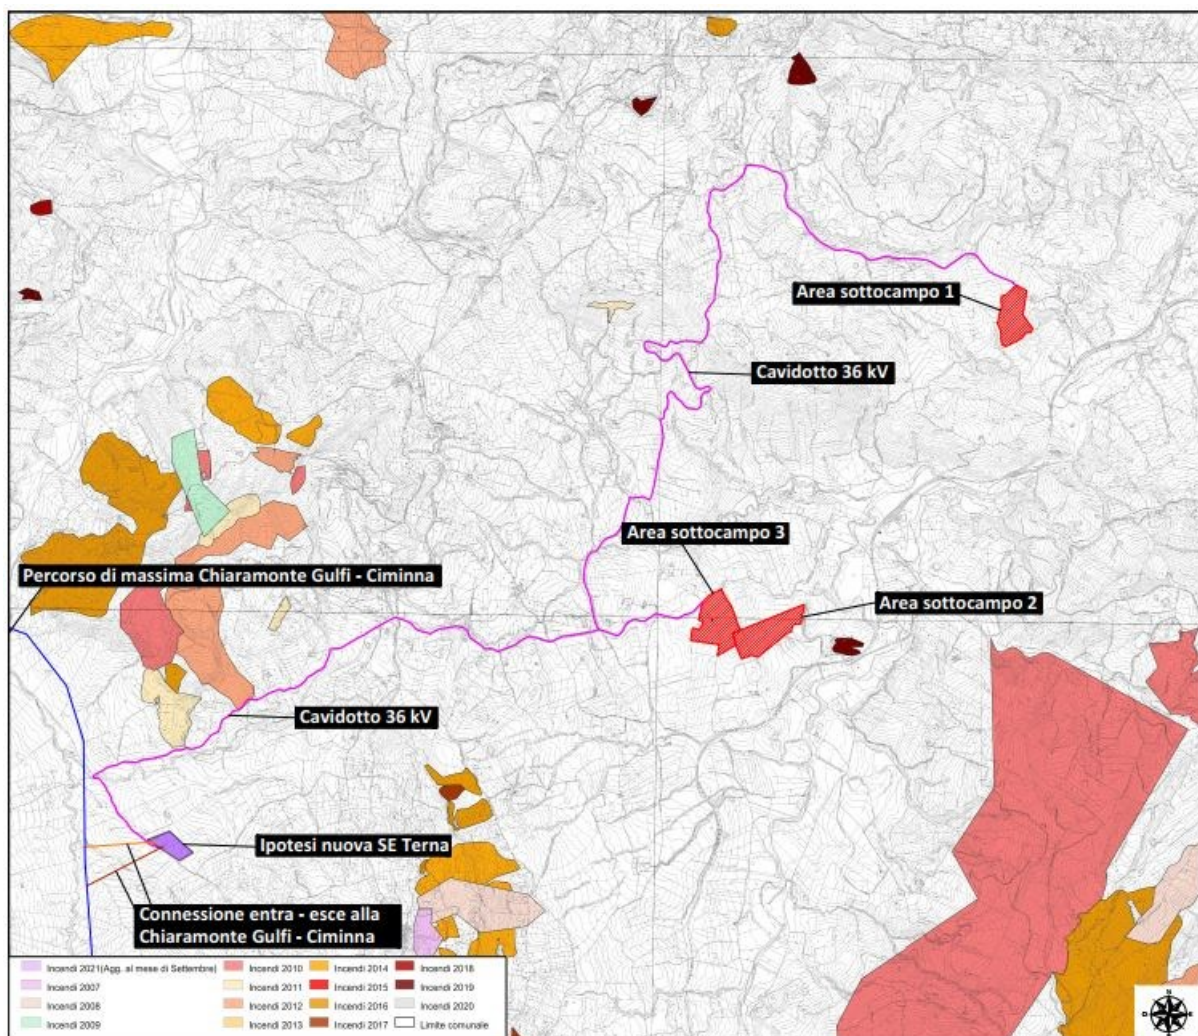 Area sottocampo 1
Cavidotto 36 kV
Area sottocampo 3
Percorso di massima Chiaramonte Gulfi - Ciminna
Area sottocampo 2
Cavidotto 36 kV
Ipotesi nuova SE Terna
Connessione entra - esce alla
Chiaramonte Gulfi - Ciminna
Incendi 2021(Agg. al mese di Settembre)
Incendi 2007
Incendi 2008
Incendi 2009
Incendi 2010
Incendi 2011
Incendi 2012
Incendi 2013
Incendi 2014
Incendi 2015
Incendi 2016
Incendi 2017
Incendi 2018
Incendi 2019
Incendi 2020
Limite comunale
N
O
E
S